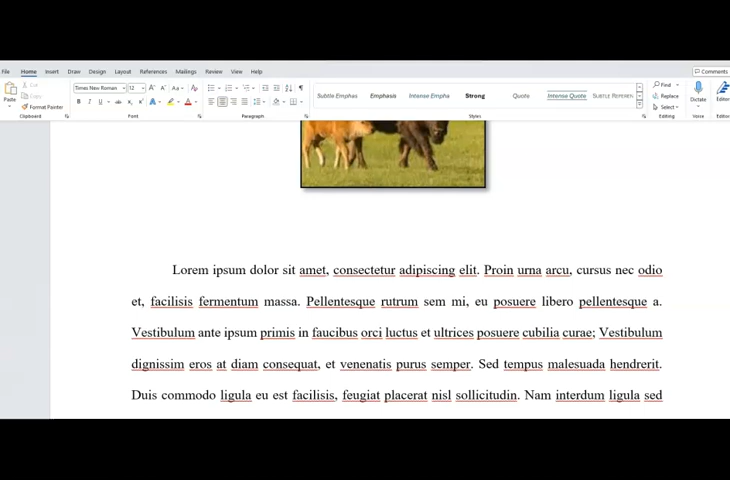 File Home Insert Draw Design Layout References Mailings Review View Help Comments
Cut Times New Roman 12 Aa Find
Paste Copy Subtle Emphas Emphasis Intense Empha Strong Quote Intense Quote Subtle Referen Replace Dictate Editor
Format Painter B I U ab Select
Clipboard Font Paragraph Styles Editing Voice Editor
Lorem ipsum dolor sit amet, consectetur adipiscing elit. Proin urna arcu, cursus nec odio
et, facilisis fermentum massa. Pellentesque rutrum sem mi, eu posuere libero pellentesque a.
Vestibulum ante ipsum primis in faucibus orci luctus et ultrices posuere cubilia curae; Vestibulum
dignissim eros at diam consequat, et venenatis purus semper. Sed tempus malesuada hendrerit.
Duis commodo ligula eu est facilisis, feugiat placerat nisl sollicitudin. Nam interdum ligula sed